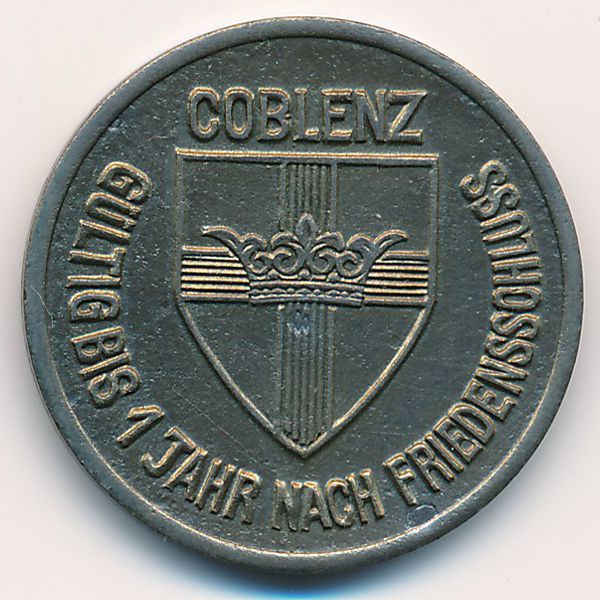 COBLENZ
GÜLTIG BIS 1 JAHR NACH FRIEDENSSCHLUSS